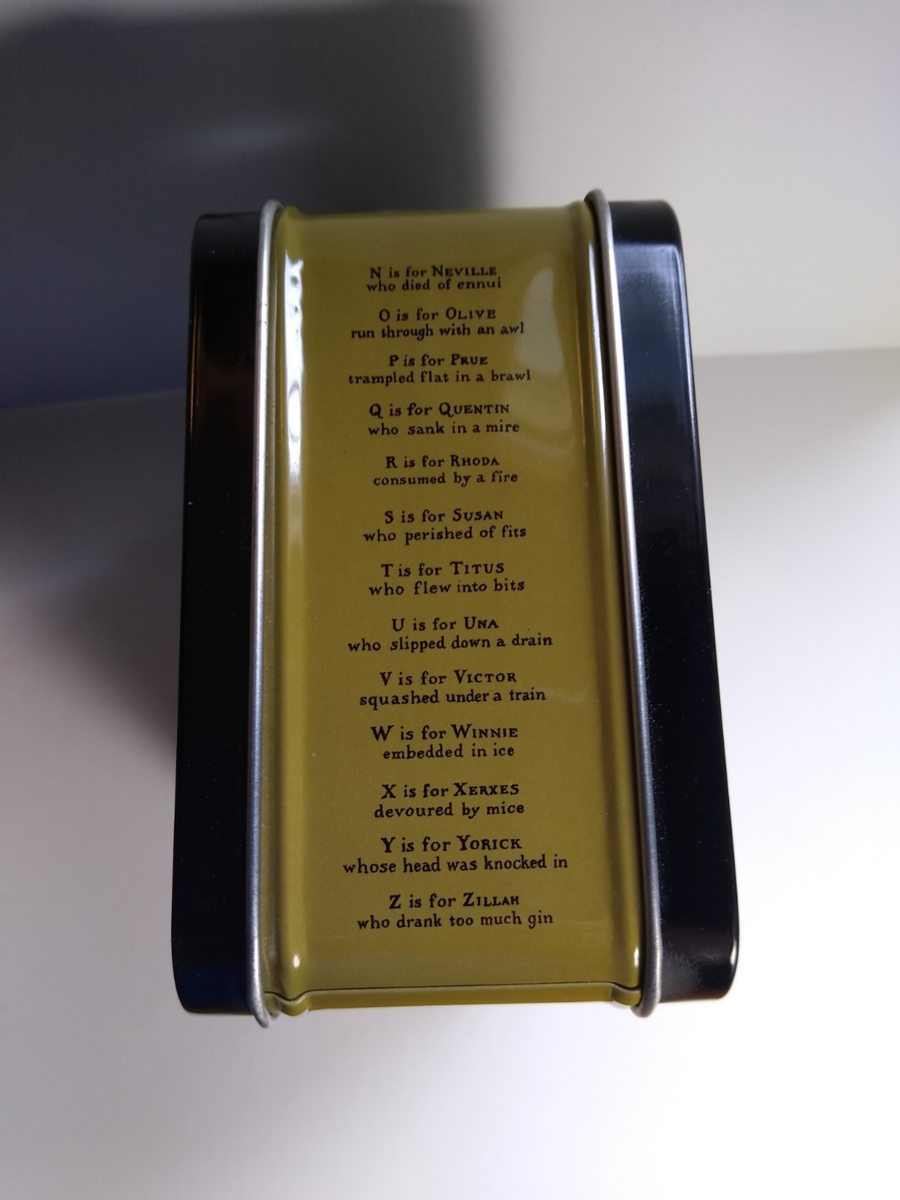 N is for NEVILLE
who died of ennui
O is for OLIVE
run through with an awl
P is for PRUE
trampled flat in a brawl
Q is for QUENTIN
who sank in a mire
R is for RHODA
consumed by a fire
S is for SUSAN
who perished of fits
T is for TITUS
who flew into bits
U is for UNA
who slipped down a drain
V is for VICTOR
squashed under a train
W is for WINNIE
embedded in ice
X is for XERXES
devoured by mice
Y is for YORICK
whose head was knocked in
Z is for ZILLAH
who drank too much gin